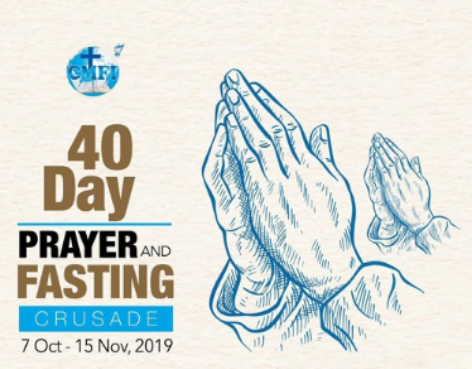 CMFI
40
Day
PRAYER AND
FASTING
CRUSADE
7 Oct - 15 Nov, 2019